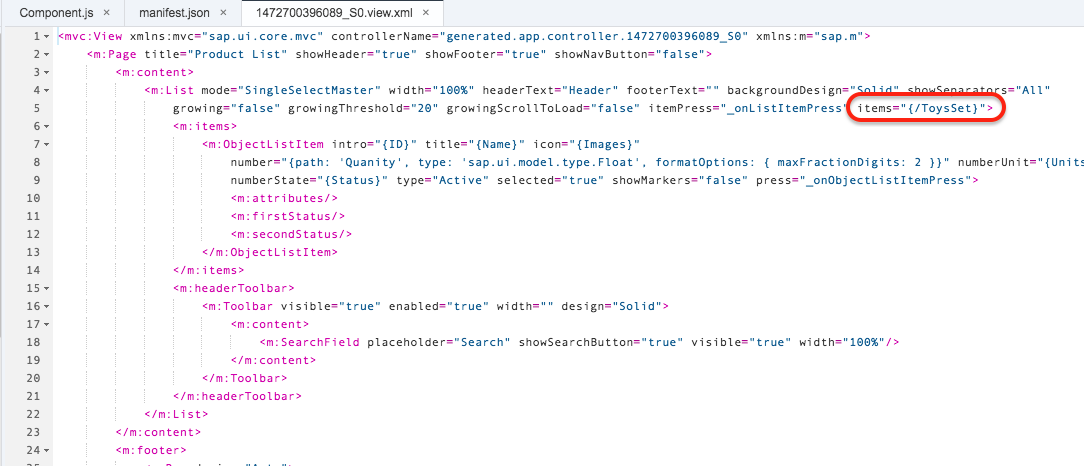 Component.js × manifest.json × 1472700396089_S0.view.xml ×
1 <mvc:View xmlns:mvc="sap.ui.core.mvc" controllerName="generated.app.controller.1472700396089_S0" xmlns:m="sap.m">
2 <m:Page title="Product List" showHeader="true" showFooter="true" showNavButton="false">
3 <m:content>
4 <m:List mode="SingleSelectMaster" width="100%" headerText="Header" footerText="" backgroundDesign="Solid" showSeparators="All"
5 growing="false" growingThreshold="20" growingScrollToLoad="false" itemPress="_onListItemPress" items="{/ToysSet}">
6 <m:items>
7 <m:ObjectListItem intro="{ID}" title="{Name}" icon="{Images}"
8 number="{path: 'Quanity', type: 'sap.ui.model.type.Float', formatOptions: { maxFractionDigits: 2 }}" numberUnit="{Units
9 numberState="{Status}" type="Active" selected="true" showMarkers="false" press="_onObjectListItemPress">
10 <m:attributes/>
11 <m:firstStatus/>
12 <m:secondStatus/>
13 </m:ObjectListItem>
14 </m:items>
15 <m:headerToolbar>
16 <m:Toolbar visible="true" enabled="true" width="" design="Solid">
17 <m:content>
18 <m:SearchField placeholder="Search" showSearchButton="true" visible="true" width="100%"/>
19 </m:content>
20 </m:Toolbar>
21 </m:headerToolbar>
22 </m:List>
23 </m:content>
24 <m:footer>